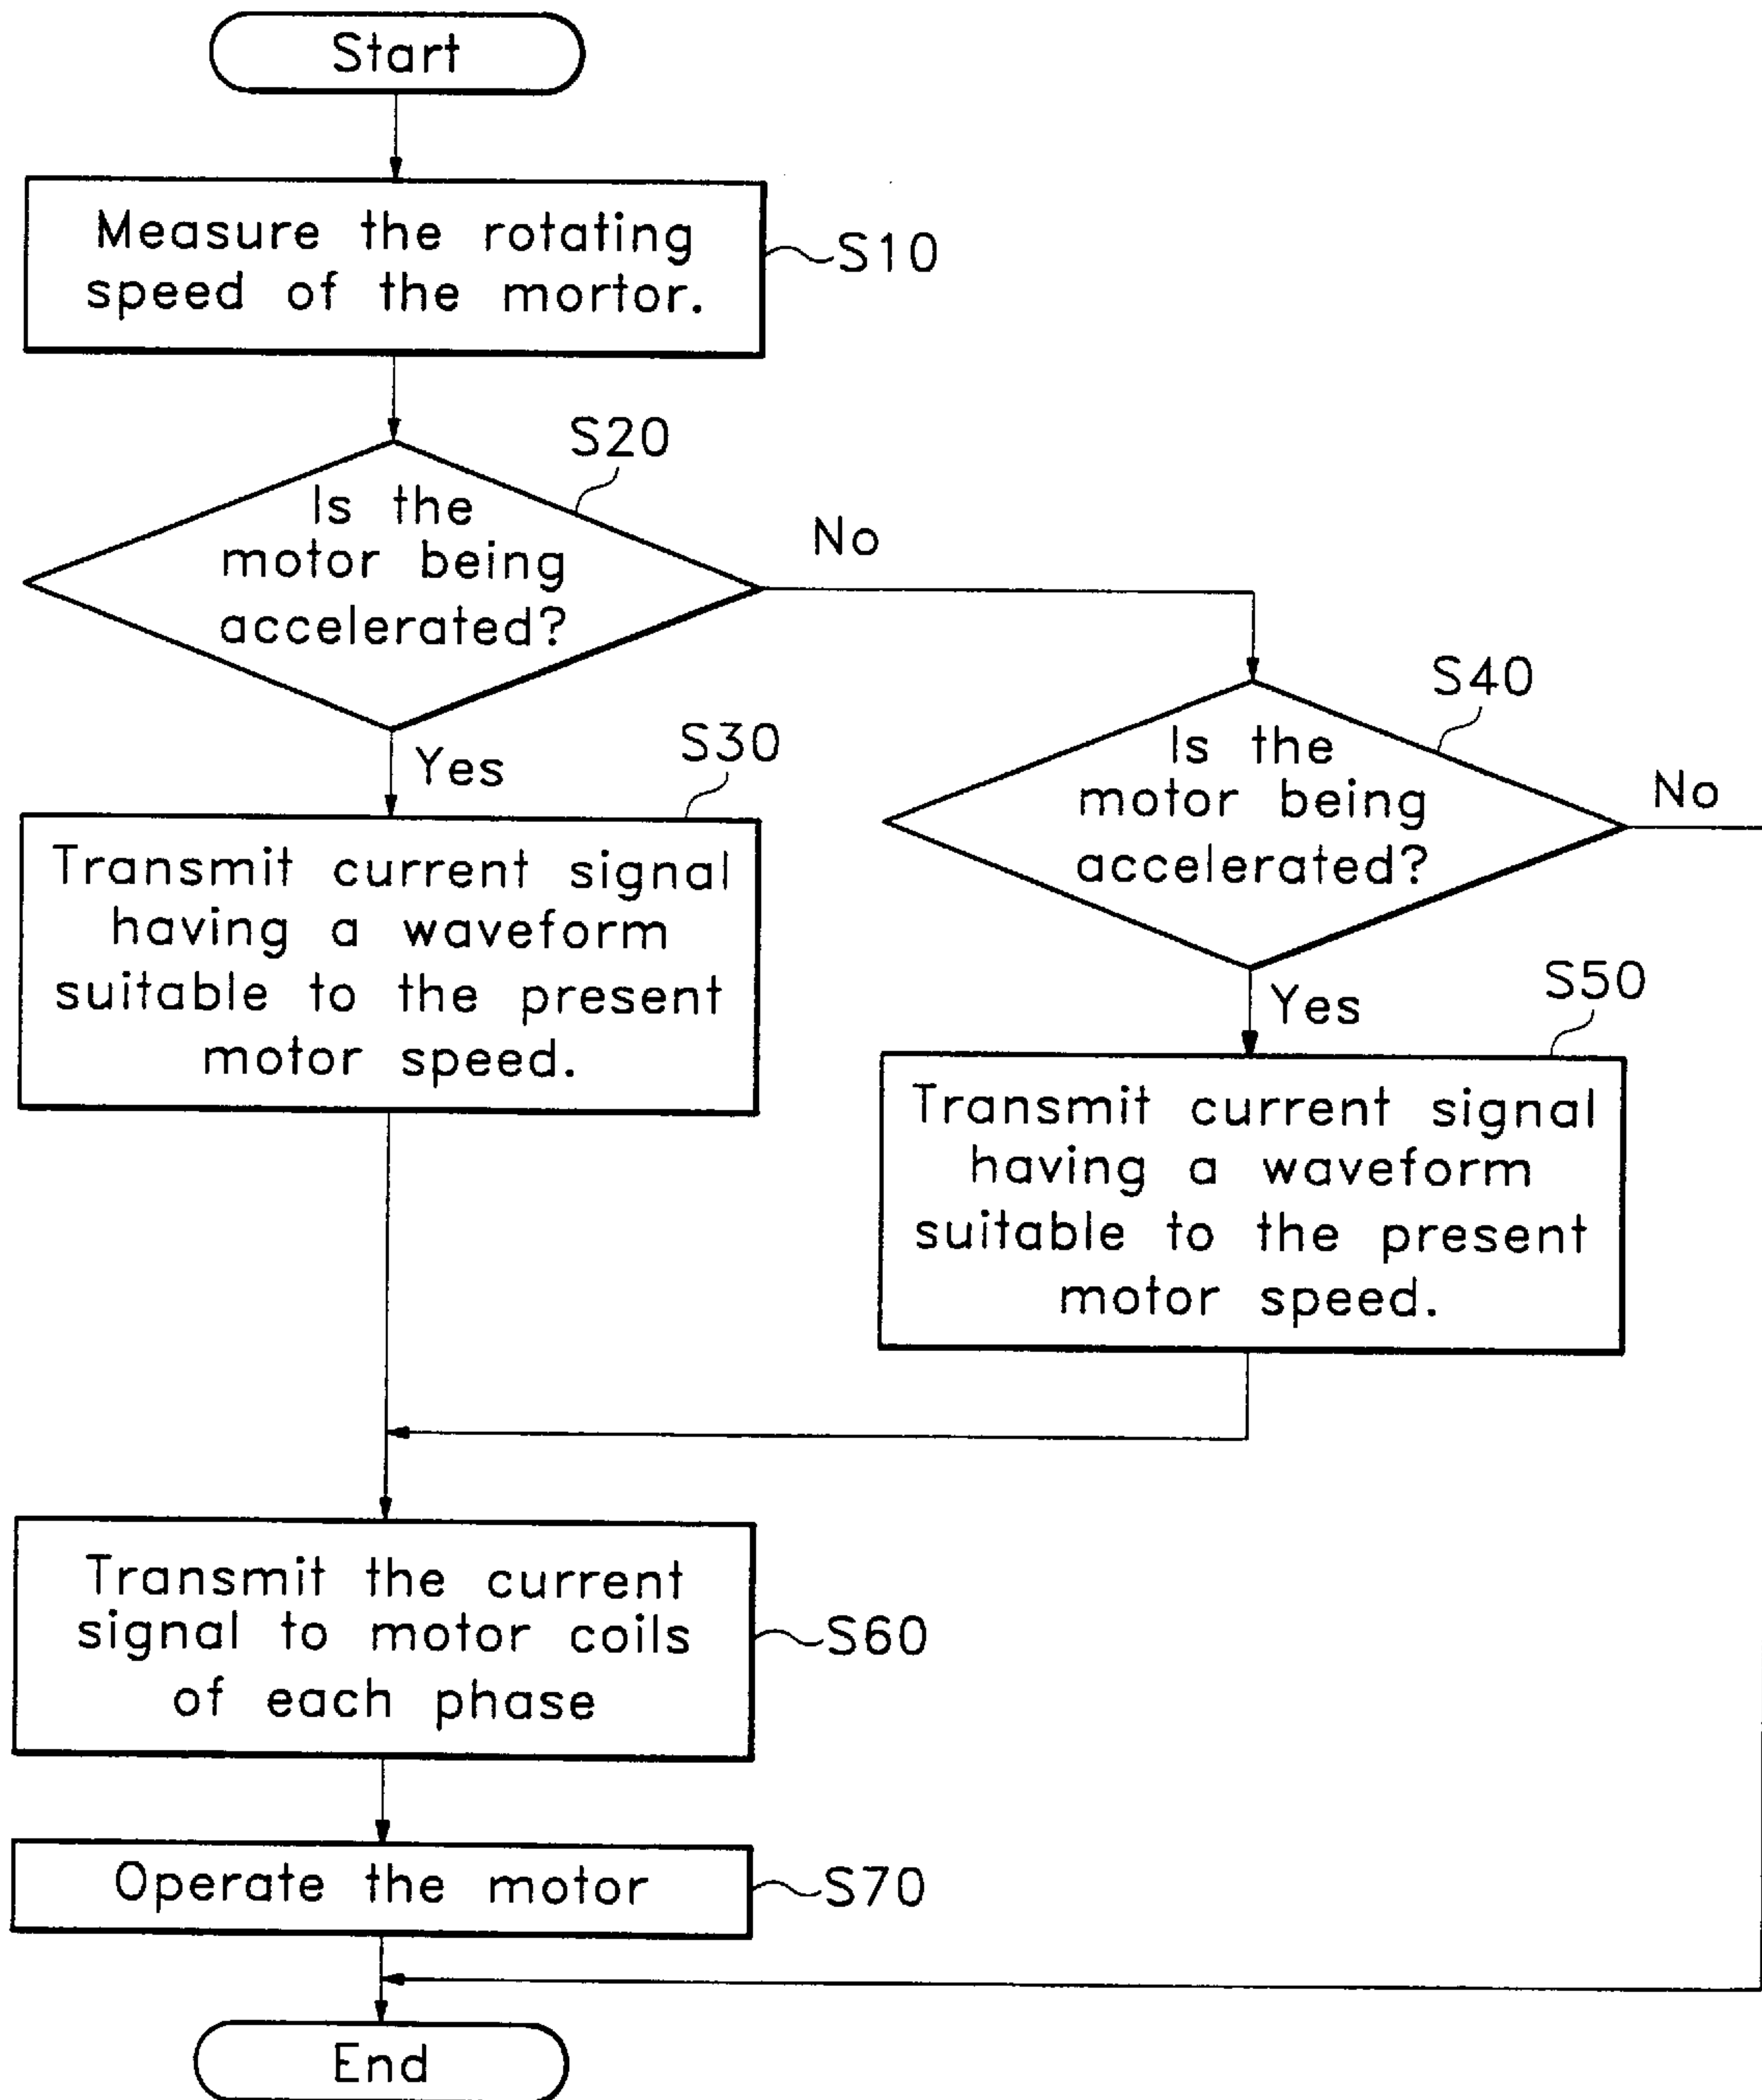 Start
Measure the rotating
speed of the mortor.
S10
S20
Is the
motor being
accelerated?
No
Yes
S30
Transmit current signal
having a waveform
suitable to the present
motor speed.
S40
Is the
motor being
accelerated?
No
Yes
S50
Transmit current signal
having a waveform
suitable to the present
motor speed.
Transmit the current
signal to motor coils
of each phase
S60
Operate the motor
S70
End